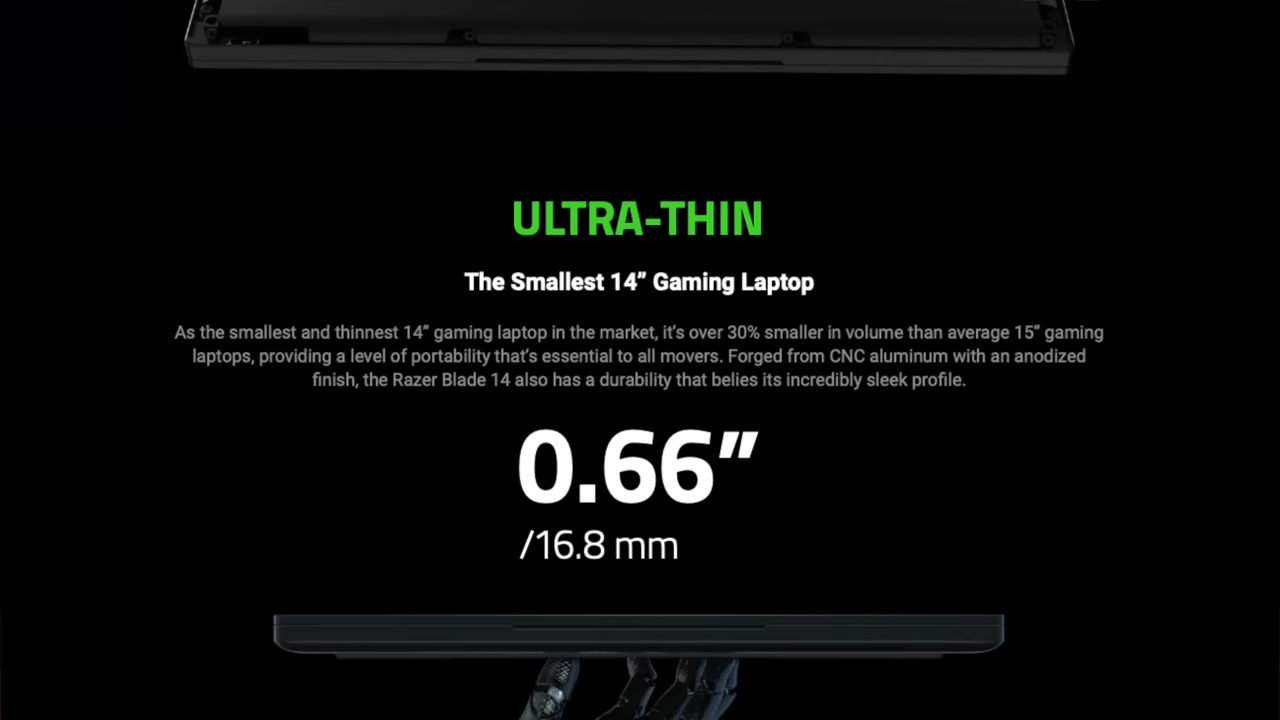 ULTRA-THIN
The Smallest 14” Gaming Laptop
As the smallest and thinnest 14” gaming laptop in the market, it’s over 30% smaller in volume than average 15” gaming
laptops, providing a level of portability that’s essential to all movers. Forged from CNC aluminum with an anodized
finish, the Razer Blade 14 also has a durability that belies its incredibly sleek profile.
0.66”
/16.8 mm